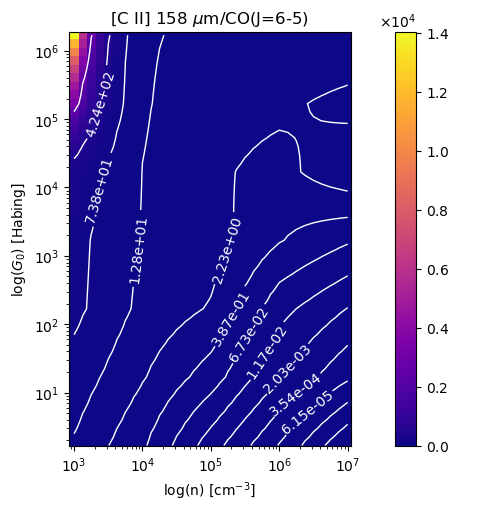 [C II] 158 μm/CO(J=6-5)
×10⁴
log(G₀) [Habing]
10⁶
10⁵
10⁴
10³
10²
10¹
4.24e+02
7.38e+01
1.28e+01
2.23e+00
3.87e-01
6.73e-02
1.17e-02
2.03e-03
3.54e-04
6.15e-05
1.4
1.2
1.0
0.8
0.6
0.4
0.2
0.0
10³ 10⁴ 10⁵ 10⁶ 10⁷
log(n) [cm⁻³]